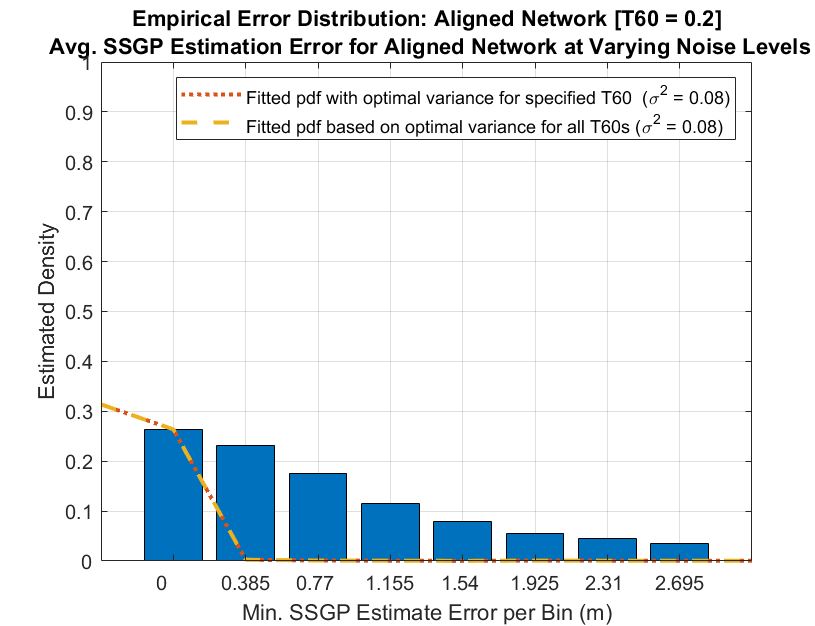 Empirical Error Distribution: Aligned Network [T60 = 0.2]
Avg. SSGP Estimation Error for Aligned Network at Varying Noise Levels
Fitted pdf with optimal variance for specified T60 (σ² = 0.08)
Fitted pdf based on optimal variance for all T60s (σ² = 0.08)
Estimated Density
1
0.9
0.8
0.7
0.6
0.5
0.4
0.3
0.2
0.1
0
0 0.385 0.77 1.155 1.54 1.925 2.31 2.695
Min. SSGP Estimate Error per Bin (m)